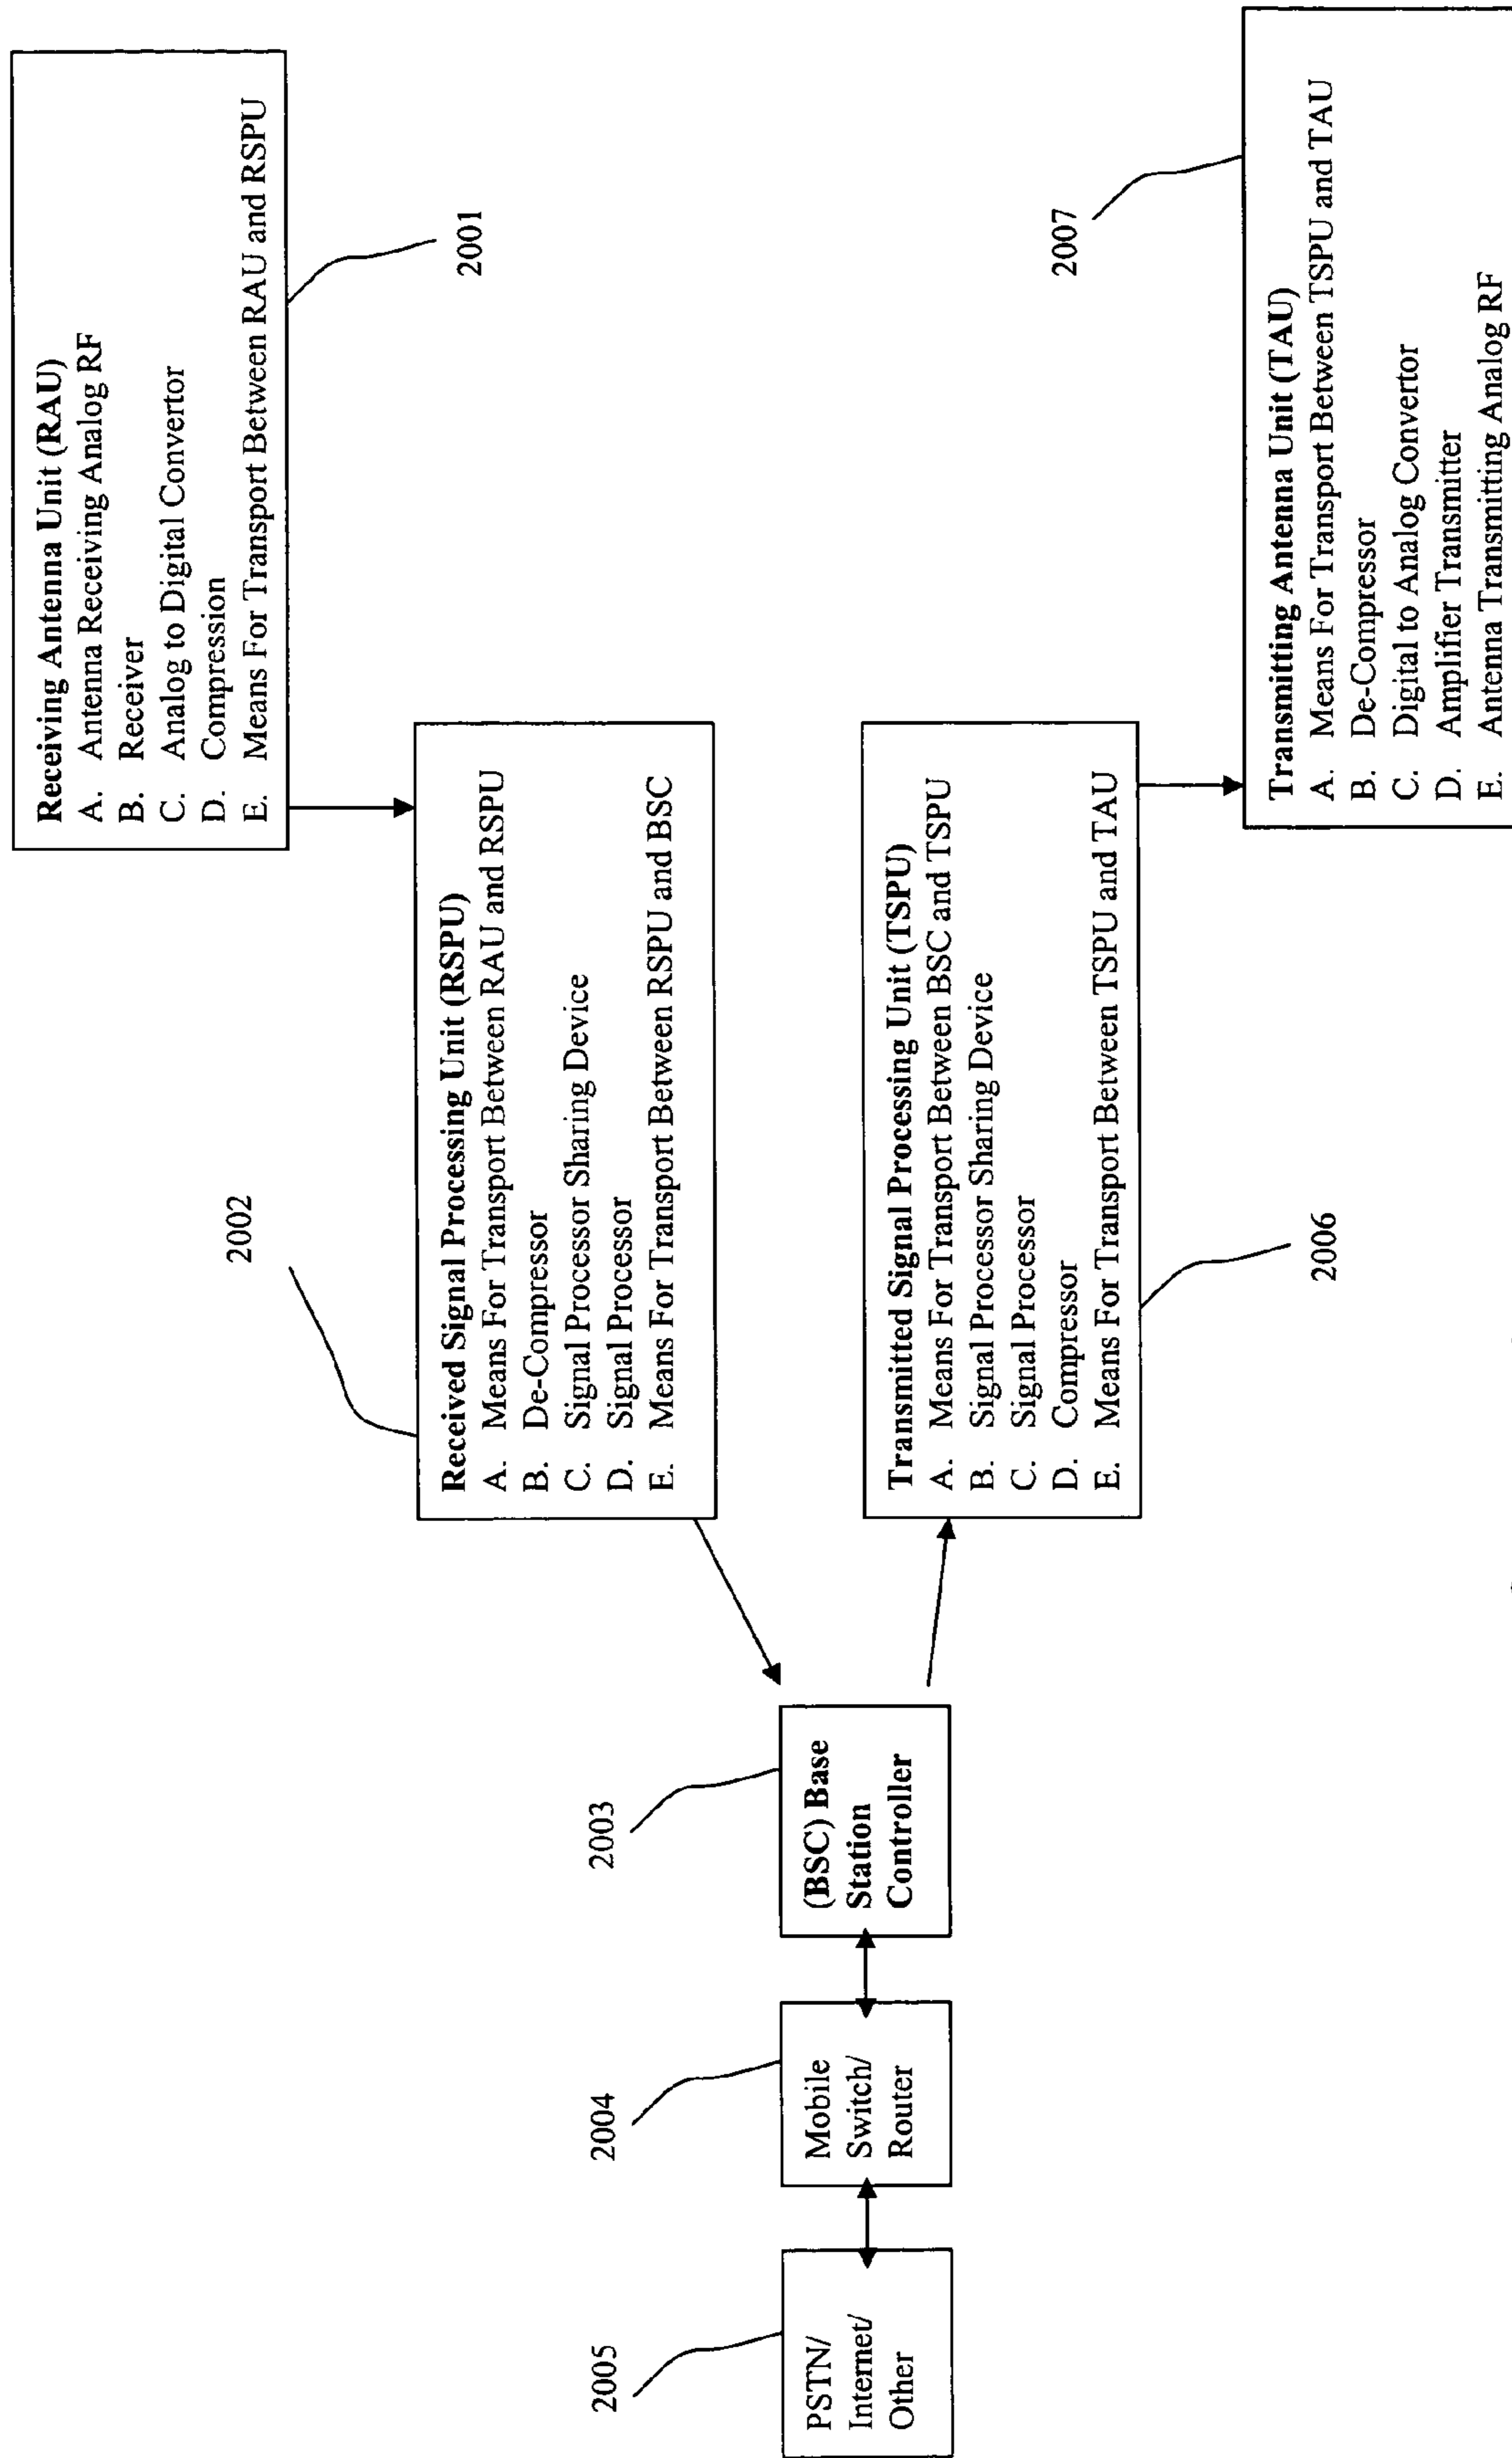 Receiving Antenna Unit (RAU)
A. Antenna Receiving Analog RF
B. Receiver
C. Analog to Digital Convertor
D. Compression
E. Means For Transport Between RAU and RSPU
2001
2002
Received Signal Processing Unit (RSPU)
A. Means For Transport Between RAU and RSPU
B. De-Compressor
C. Signal Processor Sharing Device
D. Signal Processor
E. Means For Transport Between RSPU and BSC
2005
PSTN/
Internet/
Other
2004
Mobile
Switch/
Router
2003
(BSC) Base
Station
Controller
Transmitted Signal Processing Unit (TSPU)
A. Means For Transport Between BSC and TSPU
B. Signal Processor Sharing Device
C. Signal Processor
D. Compressor
E. Means For Transport Between TSPU and TAU
2006
2007
Transmitting Antenna Unit (TAU)
A. Means For Transport Between TSPU and TAU
B. De-Compressor
C. Digital to Analog Convertor
D. Amplifier Transmitter
E. Antenna Transmitting Analog RF